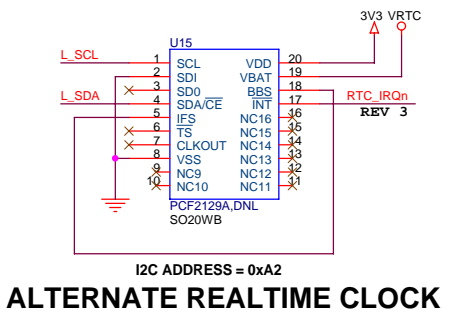 3V3 VRTC
U15
L_SCL 1 SCL VDD 20
2 SDI VBAT 19
3 SD0 BBS 18
L_SDA 4 SDA/CE INT 17 RTC_IRQn
5 IFS NC16 16 REV 3
6 TS NC15 15
7 CLKOUT NC14 14
8 VSS NC13 13
9 NC9 NC12 12
10 NC10 NC11 11
PCF2129A,DNL
SO20WB
I2C ADDRESS = 0xA2
ALTERNATE REALTIME CLOCK